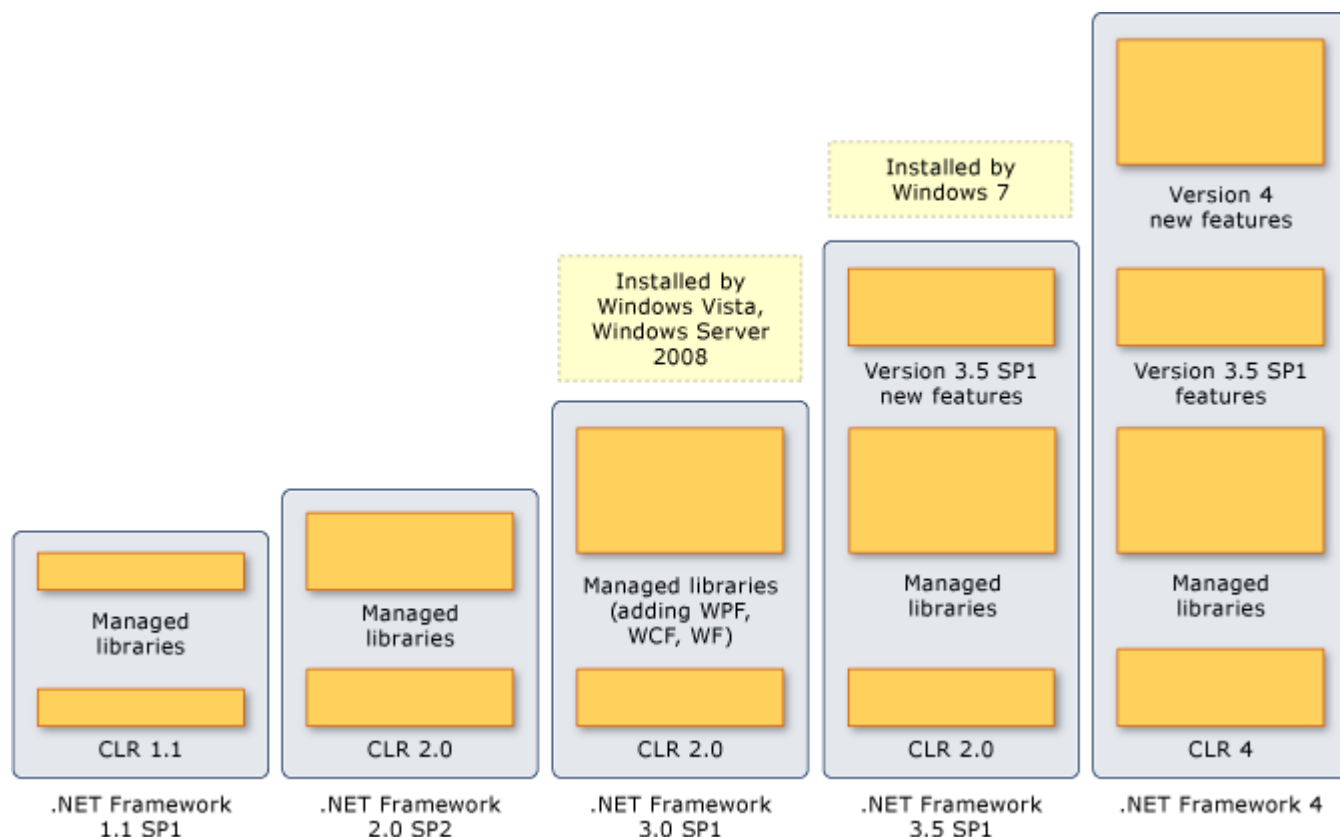 Managed
libraries
CLR 1.1
.NET Framework
1.1 SP1
Managed
libraries
CLR 2.0
.NET Framework
2.0 SP2
Installed by
Windows Vista,
Windows Server
2008
Managed libraries
(adding WPF,
WCF, WF)
CLR 2.0
.NET Framework
3.0 SP1
Installed by
Windows 7
Version 3.5 SP1
new features
Managed
libraries
CLR 2.0
.NET Framework
3.5 SP1
Version 4
new features
Version 3.5 SP1
features
Managed
libraries
CLR 4
.NET Framework 4